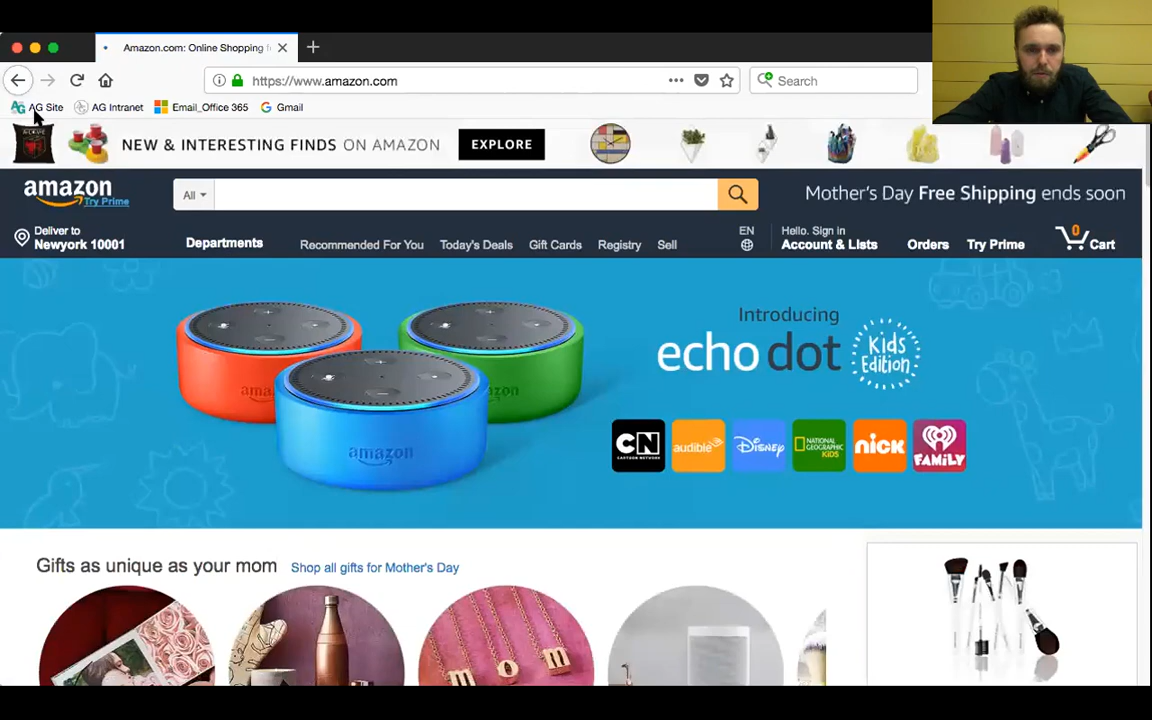 Amazon.com: Online Shopping f
https://www.amazon.com
Search
AG Site
AG Intranet
Email_Office 365
Gmail
NEW & INTERESTING FINDS ON AMAZON
EXPLORE
amazon
Try Prime
All
Mother's Day Free Shipping ends soon
Deliver to
Newyork 10001
Departments
Recommended For You
Today's Deals
Gift Cards
Registry
Sell
EN
Hello. Sign in
Account & Lists
Orders
Try Prime
0
Cart
Introducing
echo dot
Kids
Edition
amazon
CN
CARTOON NETWORK
audible
Disney
NATIONAL
GEOGRAPHIC
KiDS
nick
iHeart
FAMiLY
Gifts as unique as your mom
Shop all gifts for Mother's Day
m o m